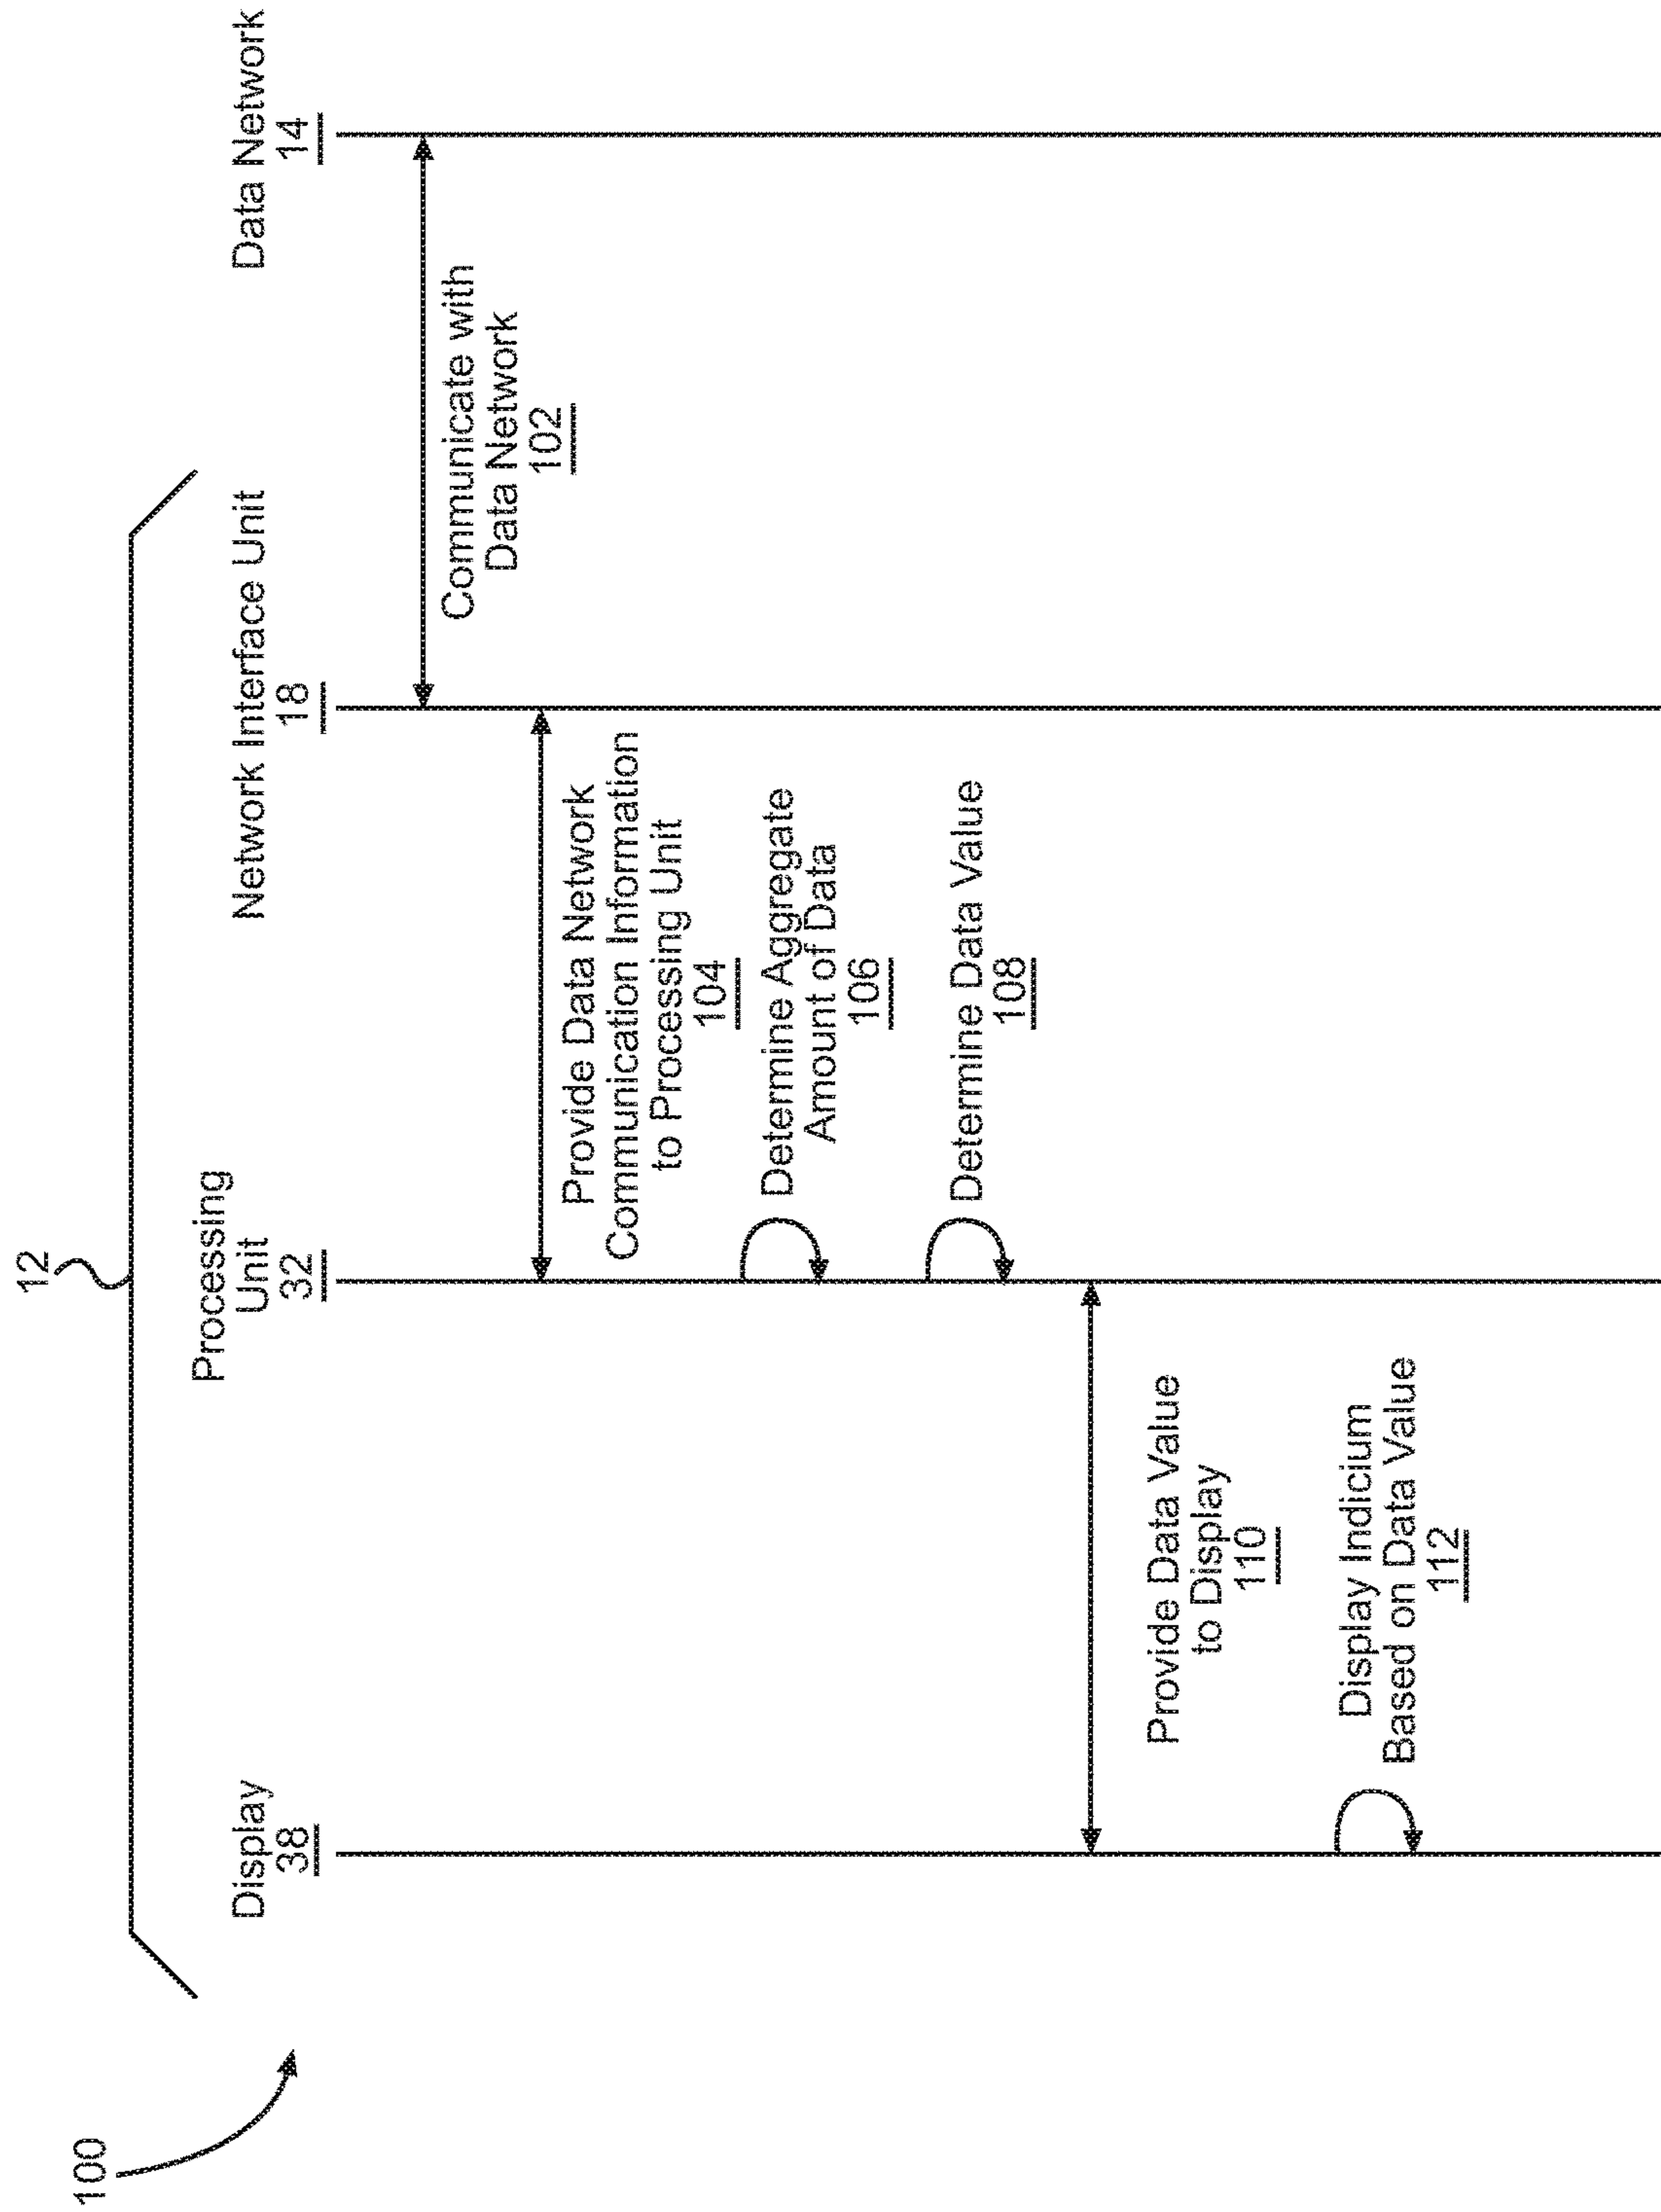 100
12
Display
38
Processing
Unit
32
Network Interface Unit
18
Data Network
14
Communicate with
Data Network
102
Provide Data Network
Communication Information
to Processing Unit
104
Determine Aggregate
Amount of Data
106
Determine Data Value
108
Provide Data Value
to Display
110
Display Indicium
Based on Data Value
112